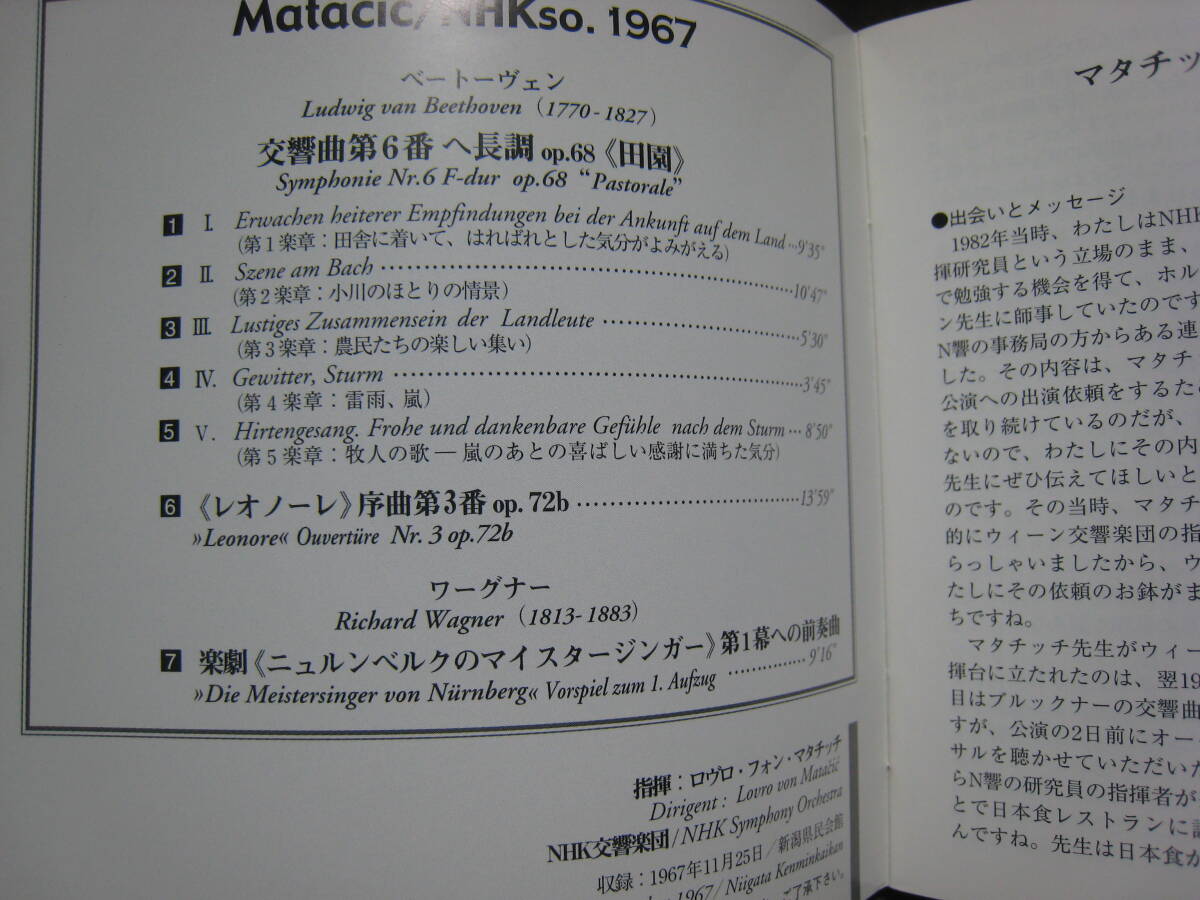 Matačić/NHKso. 1967
ベートーヴェン
Ludwig van Beethoven (1770-1827)
交響曲第6番 ヘ長調 op.68《田園》
Symphonie Nr.6 F-dur op.68 “Pastorale”
1 I. Erwachen heiterer Empfindungen bei der Ankunft auf dem Land …9'35"
(第1楽章：田舎に着いて、はればれとした気分がよみがえる)
2 II. Szene am Bach ……10'47"
(第2楽章：小川のほとりの情景)
3 III. Lustiges Zusammensein der Landleute ……5'30"
(第3楽章：農民たちの楽しい集い)
4 IV. Gewitter, Sturm ……3'45"
(第4楽章：雷雨、嵐)
5 V. Hirtengesang. Frohe und dankenbare Gefühle nach dem Sturm … 8'50"
(第5楽章：牧人の歌 ― 嵐のあとの喜ばしい感謝に満ちた気分)
6 《レオノーレ》序曲第3番 op. 72b ……13'59"
»Leonore« Ouvertüre Nr. 3 op.72b
ワーグナー
Richard Wagner (1813-1883)
7 楽劇《ニュルンベルクのマイスタージンガー》第1幕への前奏曲
»Die Meistersinger von Nürnberg« Vorspiel zum 1. Aufzug ……9'16"
指揮：ロヴロ・フォン・マタチッチ
Dirigent : Lovro von Matačić
NHK交響楽団/NHK Symphony Orchestra
収録：1967年11月25日/新潟県民会館
1967/Niigata Kenminkaikan
ご了承下さい。
マタチッ
●出会いとメッセージ
1982年当時、わたしはNHK
揮研究員という立場のまま、
で勉強する機会を得て、ホル
ン先生に師事していたのです
N響の事務局の方からある連
した。その内容は、マタチ
公演への出演依頼をするた
を取り続けているのだが、
ないので、わたしにその内
先生にぜひ伝えてほしいと
のです。その当時、マタチ
的にウィーン交響楽団の指
らっしゃいましたから、ウ
たしにその依頼のお鉢がま
ちですね。
マタチッチ先生がウィー
揮台に立たれたのは、翌19
目はブルックナーの交響曲
すが、公演の2日前にオー
サルを聴かせていただいた
らN響の研究員の指揮者が
とで日本食レストランに
んですね。先生は日本食が